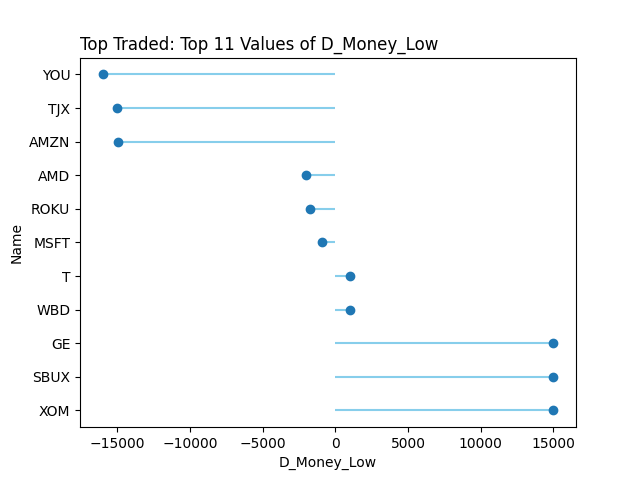 Top Traded: Top 11 Values of D_Money_Low
YOU
TJX
AMZN
AMD
ROKU
MSFT
T
WBD
GE
SBUX
XOM
Name
−15000 −10000 −5000 0 5000 10000 15000
D_Money_Low